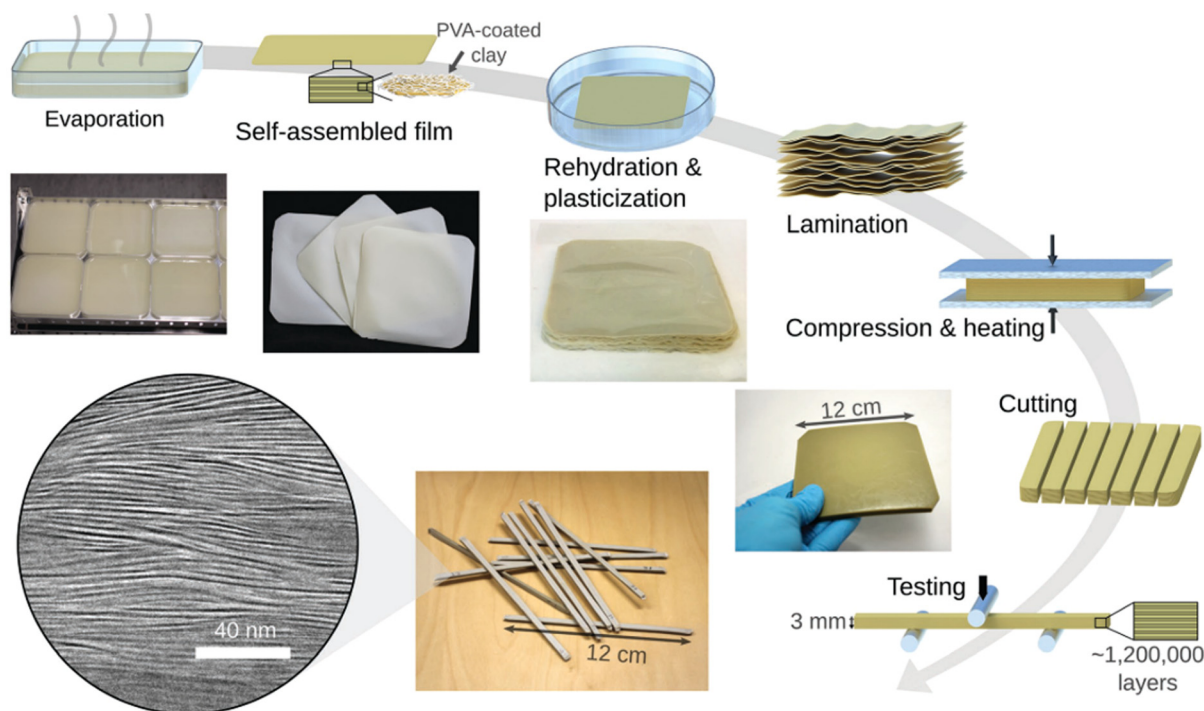 PVA-coated
clay
Evaporation
Self-assembled film
Rehydration &
plasticization
Lamination
Compression & heating
12 cm
Cutting
40 nm
12 cm
Testing
3 mm
~1,200,000
layers